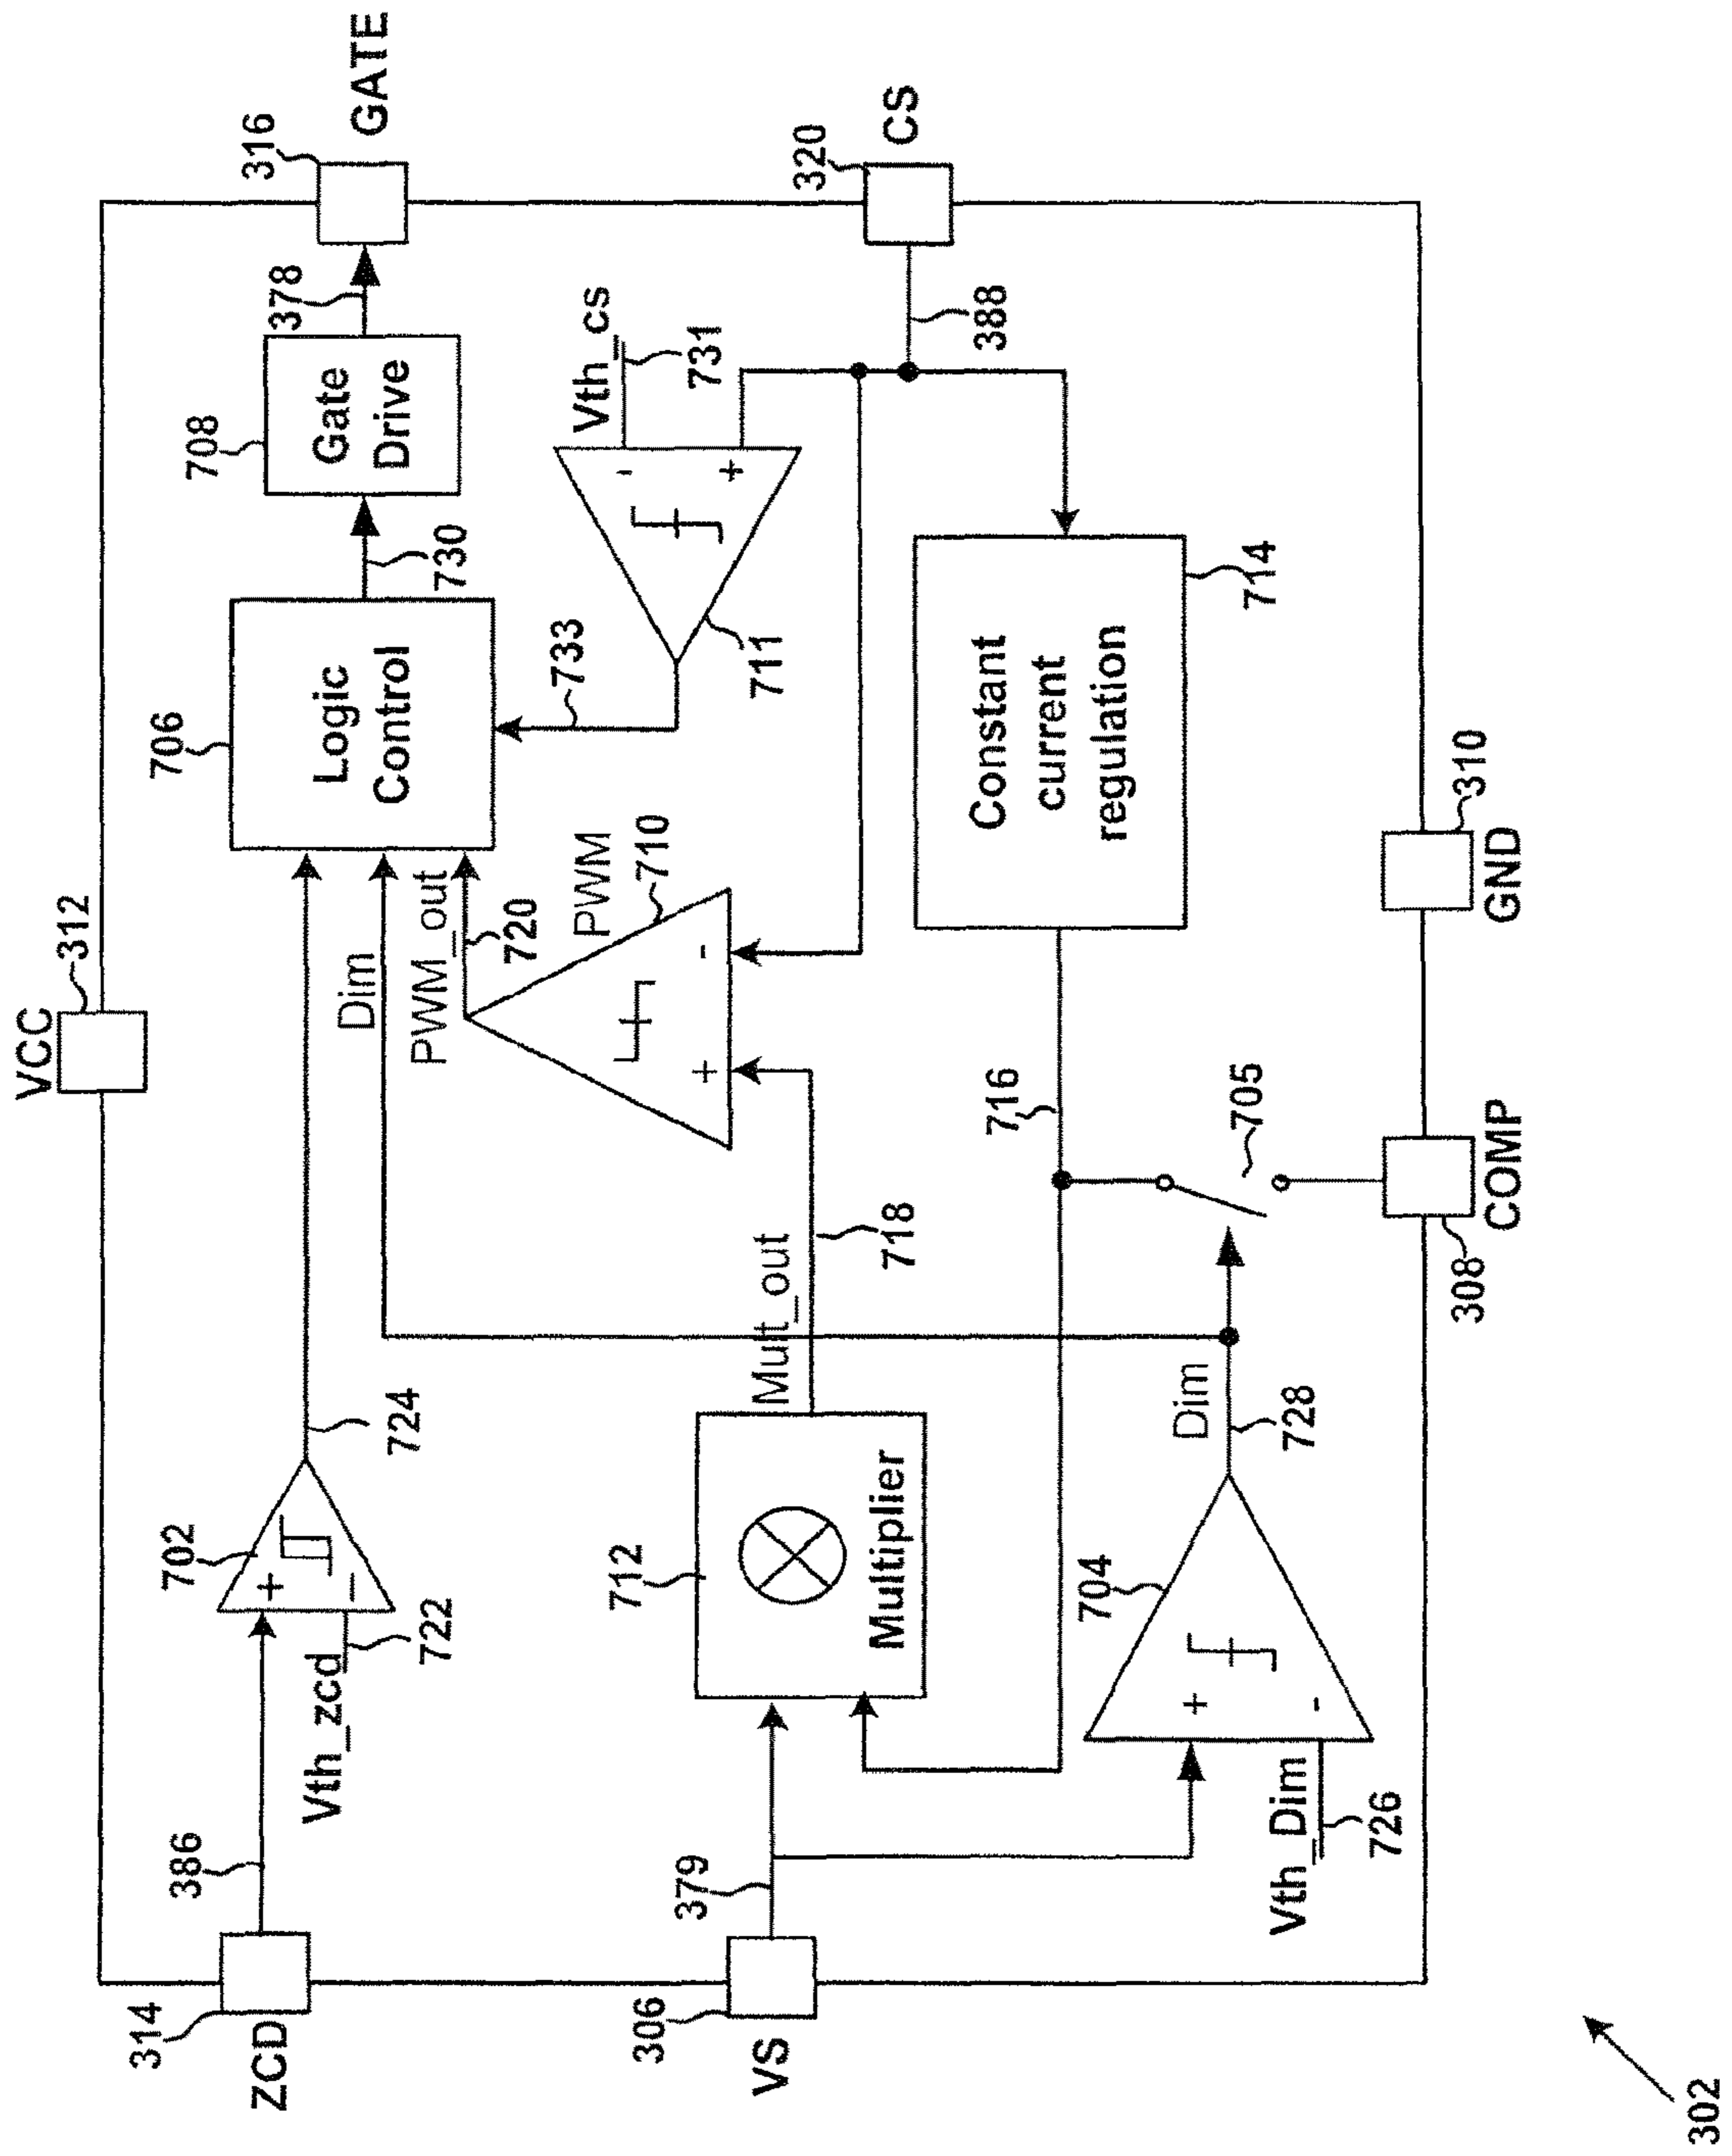 VCC
312
314
ZCD
386
702
+
-
Vth_zcd
722
724
706
Logic
Control
730
708
Gate
Drive
378
316
GATE
Dim
PWM_out
720
PWM
710
+
-
733
711
-
+
Vth_cs
731
320
CS
388
306
VS
379
712
Multiplier
Mult_out
718
Constant
current
regulation
714
716
704
+
-
Vth_Dim
726
Dim
728
705
308
COMP
310
GND
302